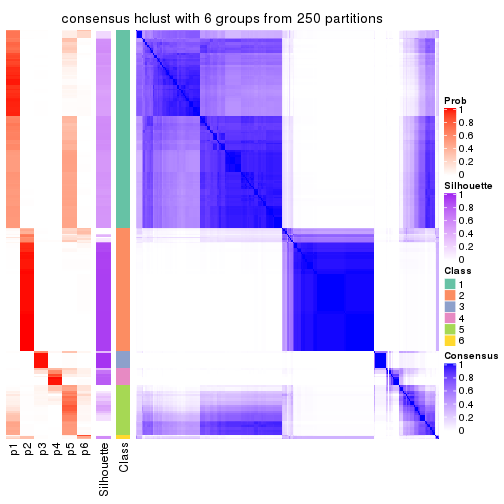 consensus hclust with 6 groups from 250 partitions
Prob
1
0.8
0.6
0.4
0.2
0
Silhouette
1
0.8
0.6
0.4
0.2
0
Class
1
2
3
4
5
6
Consensus
1
0.8
0.6
0.4
0.2
0
p1
p2
p3
p4
p5
p6
Silhouette
Class